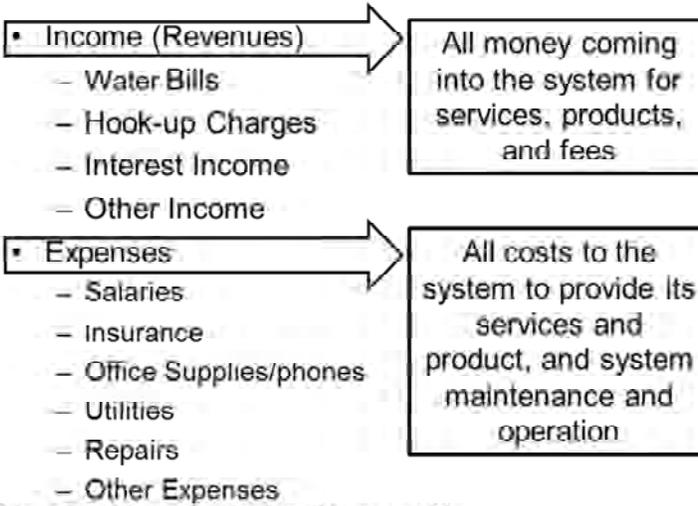 • Income (Revenues)
– Water Bills
– Hook-up Charges
– Interest Income
– Other Income
All money coming
into the system for
services, products,
and fees
• Expenses
– Salaries
– Insurance
– Office Supplies/phones
– Utilities
– Repairs
– Other Expenses
All costs to the
system to provide its
services and
product, and system
maintenance and
operation